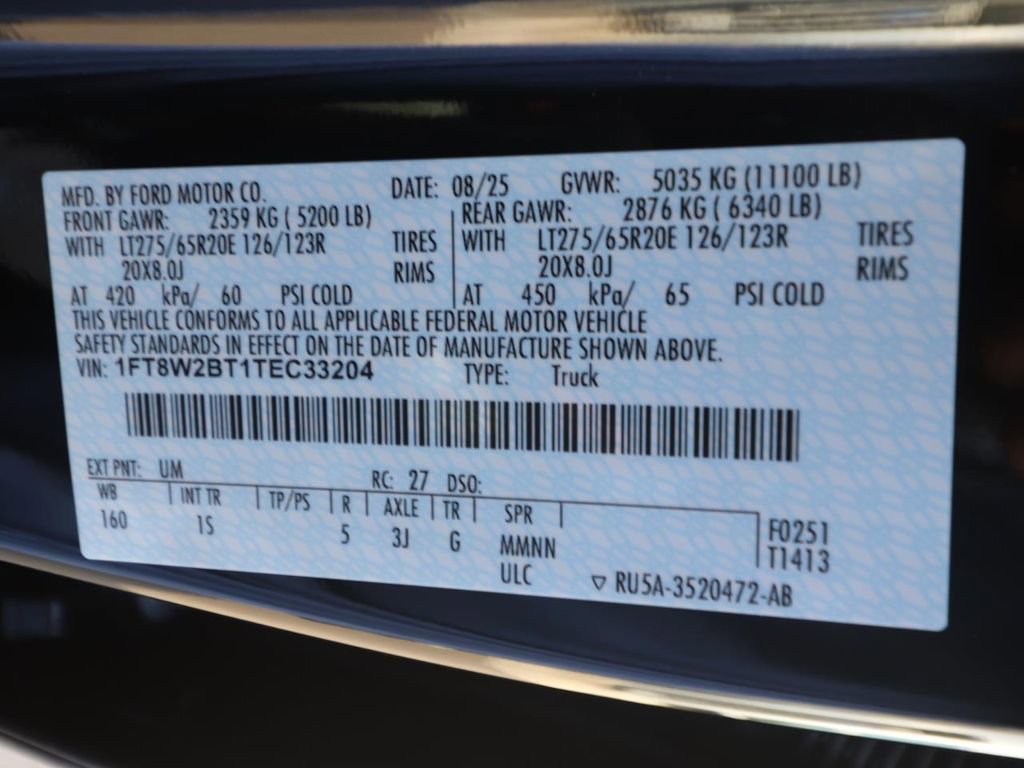 MFD. BY FORD MOTOR CO. DATE: 08/25 GVWR: 5035 KG (11100 LB)
FRONT GAWR: 2359 KG ( 5200 LB) REAR GAWR: 2876 KG ( 6340 LB)
WITH LT275/65R20E 126/123R TIRES WITH LT275/65R20E 126/123R TIRES
20X8.0J RIMS 20X8.0J RIMS
AT 420 kPa/ 60 PSI COLD AT 450 kPa/ 65 PSI COLD
THIS VEHICLE CONFORMS TO ALL APPLICABLE FEDERAL MOTOR VEHICLE
SAFETY STANDARDS IN EFFECT ON THE DATE OF MANUFACTURE SHOWN ABOVE.
VIN: 1FT8W2BT1TEC33204 TYPE: Truck
EXT PNT: UM RC: 27 DSO:
WB INT TR TP/PS R AXLE TR SPR
160 1S 5 3J G MMNN
ULC
F0251
T1413
RU5A-3520472-AB